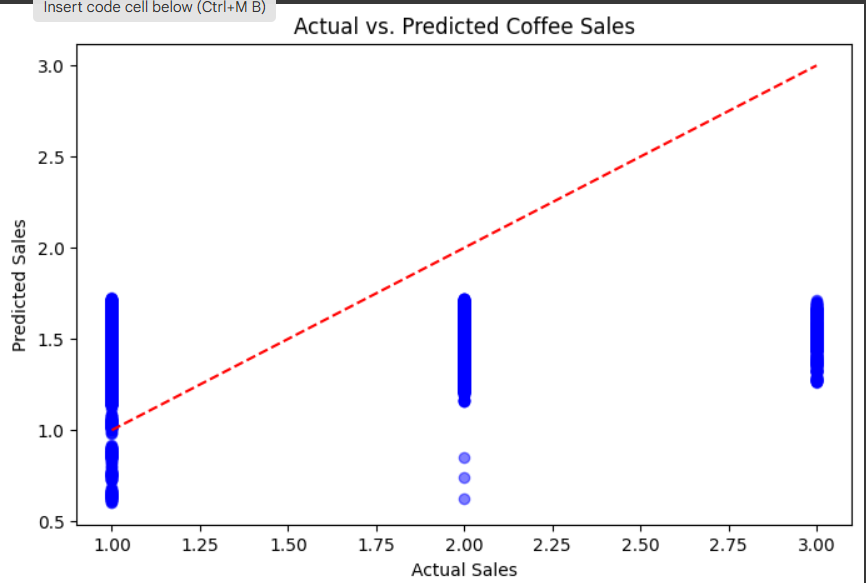 Insert code cell below (Ctrl+M B)
Actual vs. Predicted Coffee Sales
3.0
2.5
2.0
1.5
1.0
0.5
Predicted Sales
1.00 1.25 1.50 1.75 2.00 2.25 2.50 2.75 3.00
Actual Sales